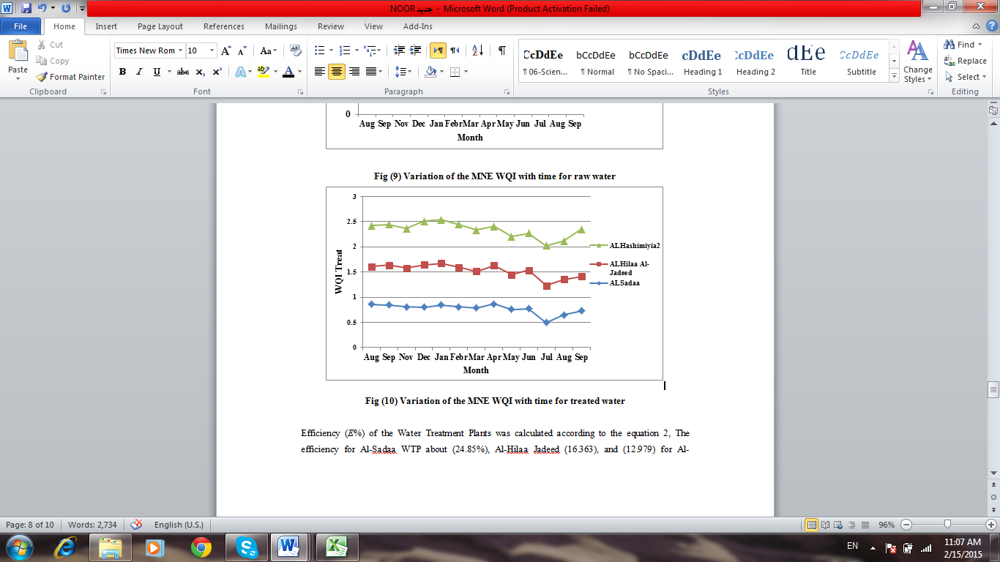 NOOR جديد - Microsoft Word (Product Activation Failed)
File Home Insert Page Layout References Mailings Review View Add-Ins
Paste
Cut
Copy
Format Painter
Clipboard
Times New Rom 10
Aa
B I U abc x₂ x² A ab A
Font
Paragraph
CcDdEe bCcDdEe bCcDdEe cDdEe CcDdEe dEe CcDdEe
¶ 06-Scien... ¶ Normal ¶ No Spaci... Heading 1 Heading 2 Title Subtitle
Styles
Change Styles
Find
Replace
Select
Editing
0
Aug Sep Nov Dec Jan Febr Mar Apr May Jun Jul Aug Sep
Month
Fig (9) Variation of the MNE WQI with time for raw water
WQI Treat
3
2.5
2
1.5
1
0.5
0
ALHashimiyia2
ALHilaa Al-
Jadeed
ALSadaa
Aug Sep Nov Dec Jan Febr Mar Apr May Jun Jul Aug Sep
Month
Fig (10) Variation of the MNE WQI with time for treated water
Efficiency (E%) of the Water Treatment Plants was calculated according to the equation 2, The
efficiency for Al-Sadaa WTP about (24.85%), Al-Hilaa Jadeed (16.363), and (12.979) for Al-
Page: 8 of 10 Words: 2,734 English (U.S.) 96%
EN
11:07 AM
2/15/2015